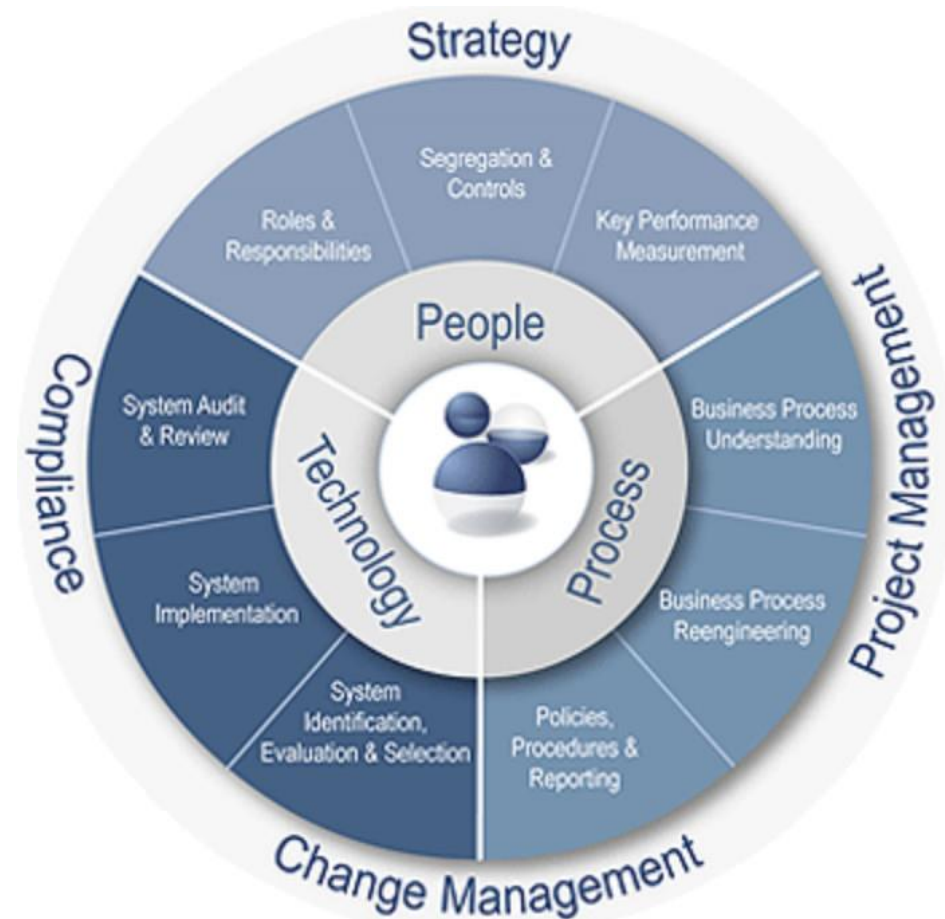 Strategy
Segregation &
Controls
Roles &
Responsibilities
Key Performance
Measurement
People
Project Management
Business Process
Understanding
Process
Business Process
Reengineering
Policies,
Procedures &
Reporting
Change Management
System
Identification,
Evaluation & Selection
Technology
System
Implementation
System Audit
& Review
Compliance